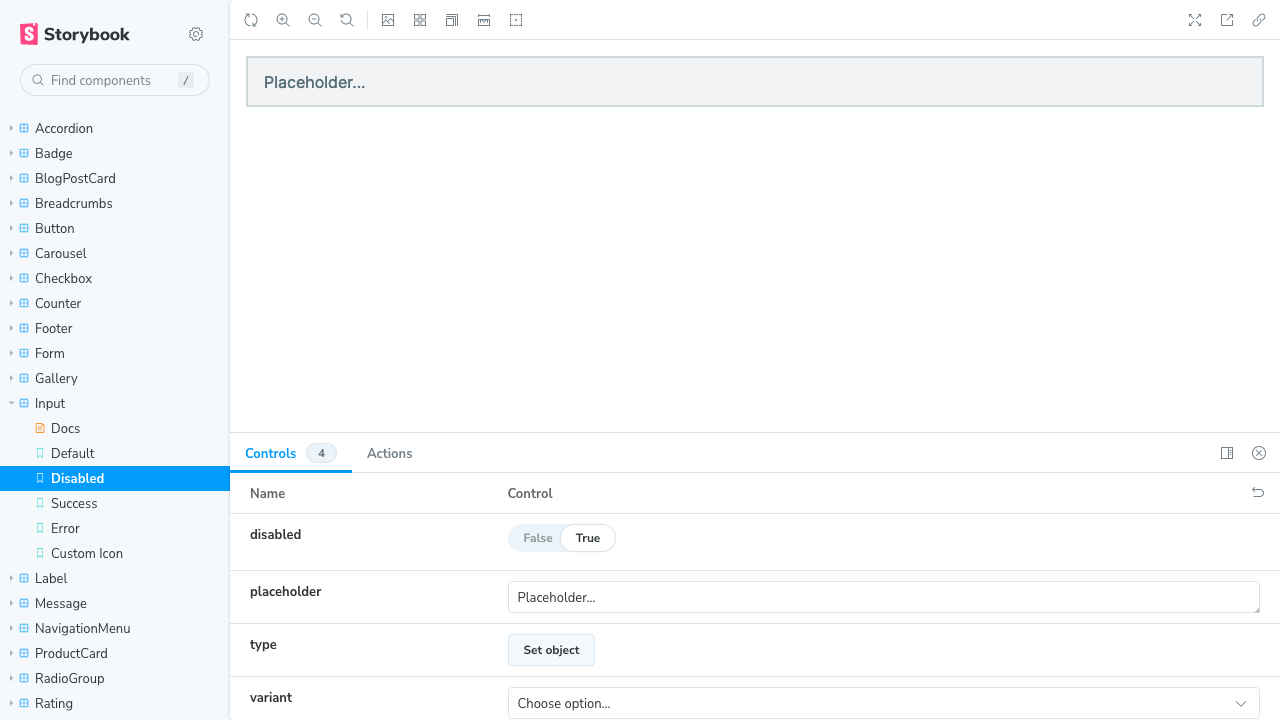 Storybook
Find components
/
Accordion
Badge
BlogPostCard
Breadcrumbs
Button
Carousel
Checkbox
Counter
Footer
Form
Gallery
Input
Docs
Default
Disabled
Success
Error
Custom Icon
Label
Message
NavigationMenu
ProductCard
RadioGroup
Rating
Placeholder...
Controls 4 Actions
Name Control
disabled False True
placeholder Placeholder...
type Set object
variant Choose option...